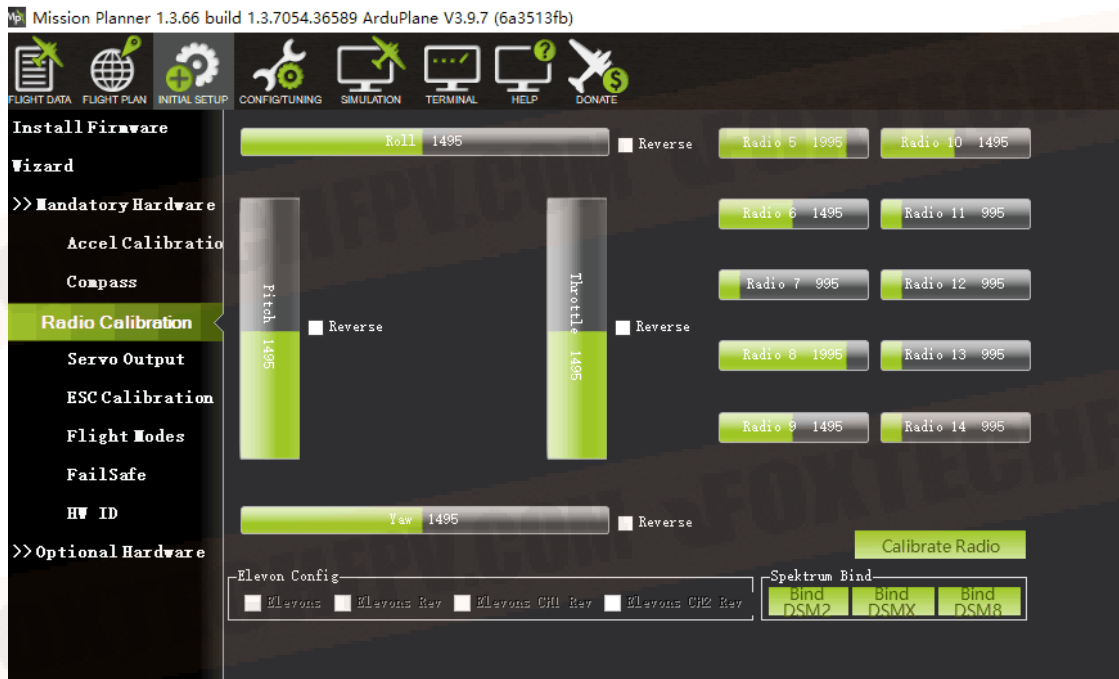 Mission Planner 1.3.66 build 1.3.7054.36589 ArduPlane V3.9.7 (6a3513fb)
FLIGHT DATA FLIGHT PLAN INITIAL SETUP CONFIG/TUNING SIMULATION TERMINAL HELP DONATE
Install Firmware
Wizard
>> Mandatory Hardware
Accel Calibratio
Compass
Radio Calibration
Servo Output
ESC Calibration
Flight Modes
FailSafe
HW ID
>> Optional Hardware
Roll 1495
Reverse
Pitch 1495
Reverse
Throttle 1495
Reverse
Yaw 1495
Reverse
Radio 5 1995
Radio 10 1495
Radio 6 1495
Radio 11 995
Radio 7 995
Radio 12 995
Radio 8 1995
Radio 13 995
Radio 9 1495
Radio 14 995
Calibrate Radio
Elevon Config
Elevons Elevons Rev Elevons CH1 Rev Elevons CH2 Rev
Spektrum Bind
Bind DSM2
Bind DSMX
Bind DSM8